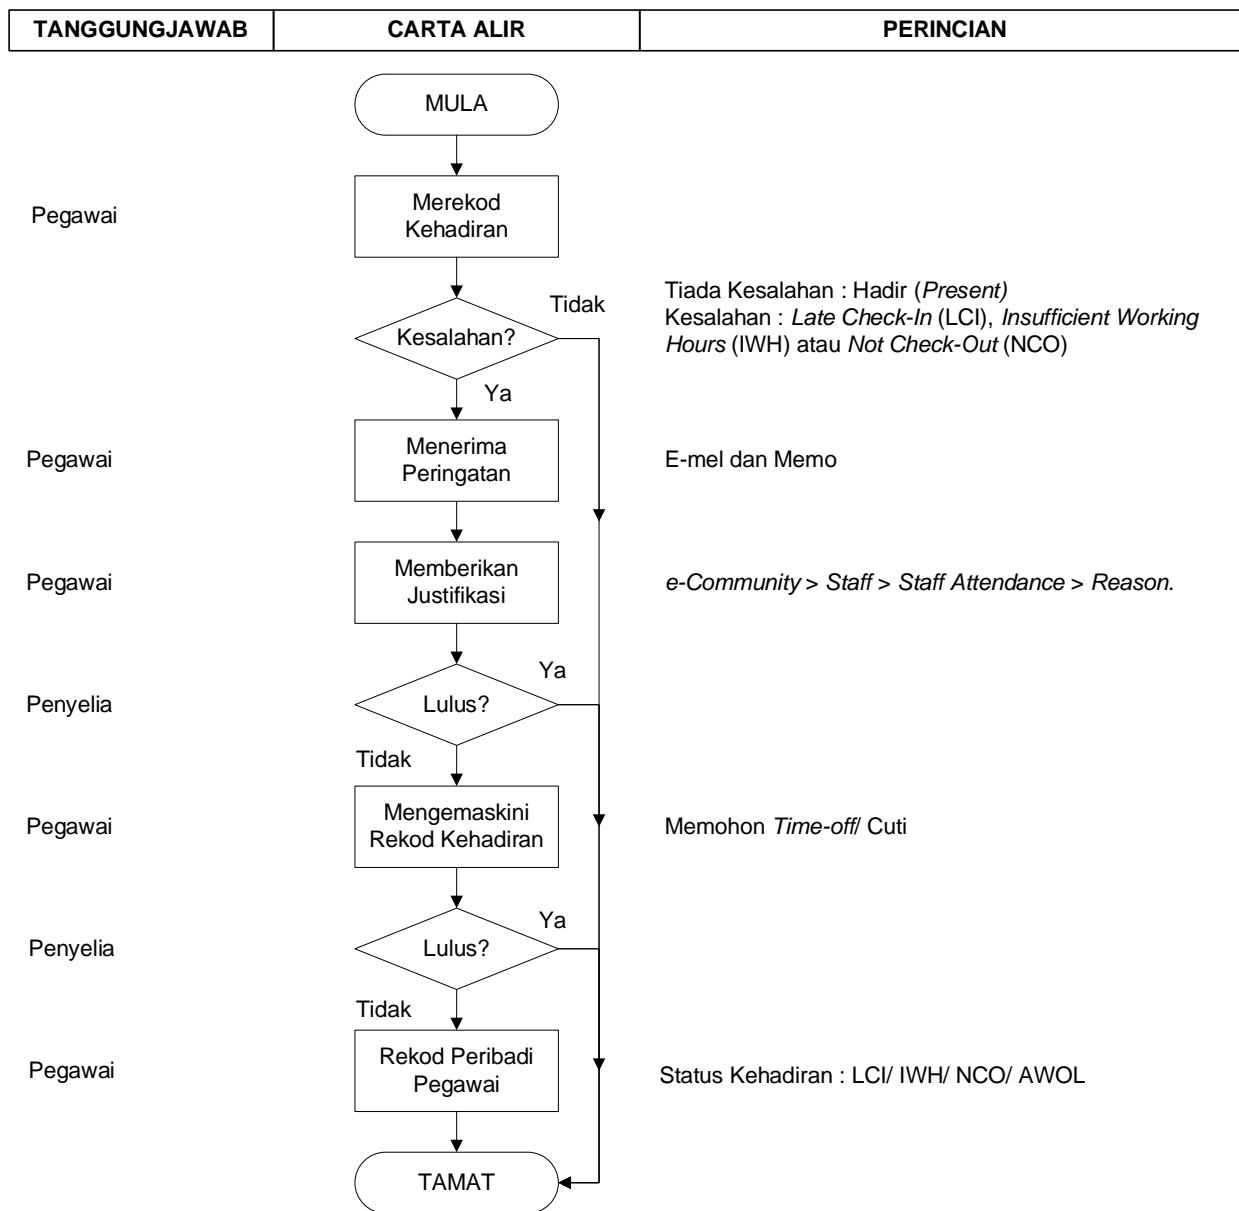 TANGGUNGJAWAB
CARTA ALIR
PERINCIAN
MULA
Pegawai
Merekod
Kehadiran
Kesalahan?
Tidak
Ya
Tiada Kesalahan : Hadir (Present)
Kesalahan : Late Check-In (LCI), Insufficient Working
Hours (IWH) atau Not Check-Out (NCO)
Pegawai
Menerima
Peringatan
E-mel dan Memo
Pegawai
Memberikan
Justifikasi
e-Community > Staff > Staff Attendance > Reason.
Penyelia
Lulus?
Ya
Tidak
Pegawai
Mengemaskini
Rekod Kehadiran
Memohon Time-off/ Cuti
Penyelia
Lulus?
Ya
Tidak
Pegawai
Rekod Peribadi
Pegawai
Status Kehadiran : LCI/ IWH/ NCO/ AWOL
TAMAT